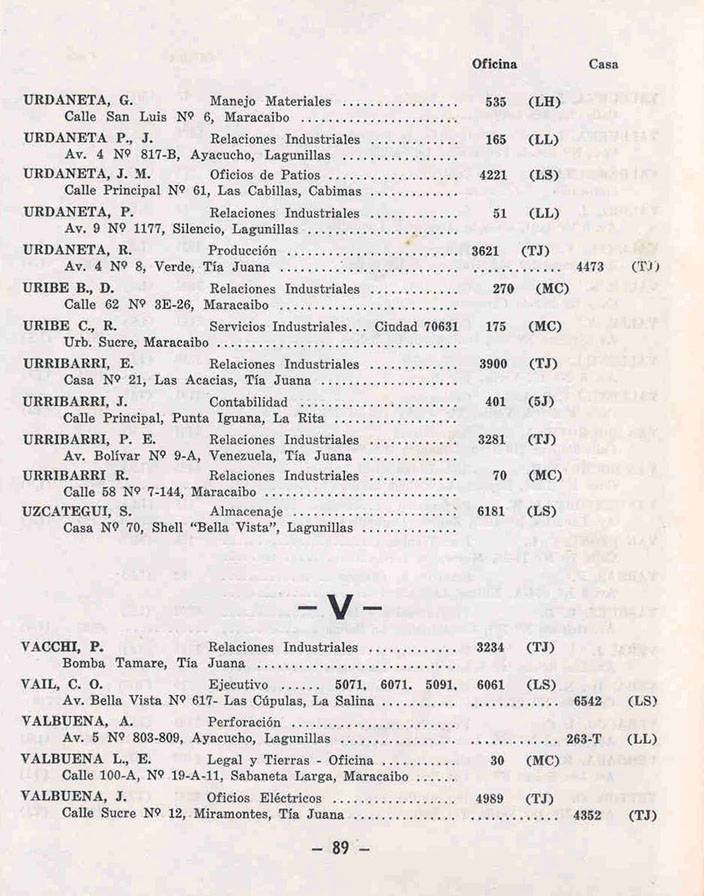 Oficina Casa
URDANETA, G. Manejo Materiales ................. 535 (LH)
Calle San Luis Nº 6, Maracaibo .......................
URDANETA P., J. Relaciones Industriales ............. 165 (LL)
Av. 4 Nº 817-B, Ayacucho, Lagunillas .................
URDANETA, J. M. Oficios de Patios ................... 4221 (LS)
Calle Principal Nº 61, Las Cabillas, Cabimas .............
URDANETA, P. Relaciones Industriales ............. 51 (LL)
Av. 9 Nº 1177, Silencio, Lagunillas ......................
URDANETA, R. Producción ......................... 3621 (TJ)
Av. 4 Nº 8, Verde, Tía Juana .......................... ............. 4473 (TJ)
URIBE B., D. Relaciones Industriales ............. 270 (MC)
Calle 62 Nº 3E-26, Maracaibo ..........................
URIBE C., R. Servicios Industriales... Ciudad 70631 175 (MC)
Urb. Sucre, Maracaibo ...................................
URRIBARRI, E. Relaciones Industriales ............. 3900 (TJ)
Casa Nº 21, Las Acacias, Tía Juana ....................
URRIBARRI, J. Contabilidad ....................... 401 (5J)
Calle Principal, Punta Iguana, La Rita ..................
URRIBARRI, P. E. Relaciones Industriales ............. 3281 (TJ)
Av. Bolívar Nº 9-A, Venezuela, Tía Juana ..............
URRIBARRI R. Relaciones Industriales ............. 70 (MC)
Calle 58 Nº 7-144, Maracaibo ............................
UZCATEGUI, S. Almacenaje ........................ 6181 (LS)
Casa Nº 70, Shell “Bella Vista”, Lagunillas ...............
– V –
VACCHI, P. Relaciones Industriales ............. 3234 (TJ)
Bomba Tamare, Tía Juana .............................
VAIL, C. O. Ejecutivo ...... 5071, 6071, 5091, 6061 (LS)
Av. Bella Vista Nº 617- Las Cúpulas, La Salina ........... ............. 6542 (LS)
VALBUENA, A. Perforación ........................
Av. 5 Nº 803-809, Ayacucho, Lagunillas ................. ............. 263-T (LL)
VALBUENA L., E. Legal y Tierras - Oficina ........... 30 (MC)
Calle 100-A, Nº 19-A-11, Sabaneta Larga, Maracaibo ......
VALBUENA, J. Oficios Eléctricos .................. 4989 (TJ)
Calle Sucre Nº 12, Miramontes, Tía Juana ............... ............. 4352 (TJ)
– 89 –